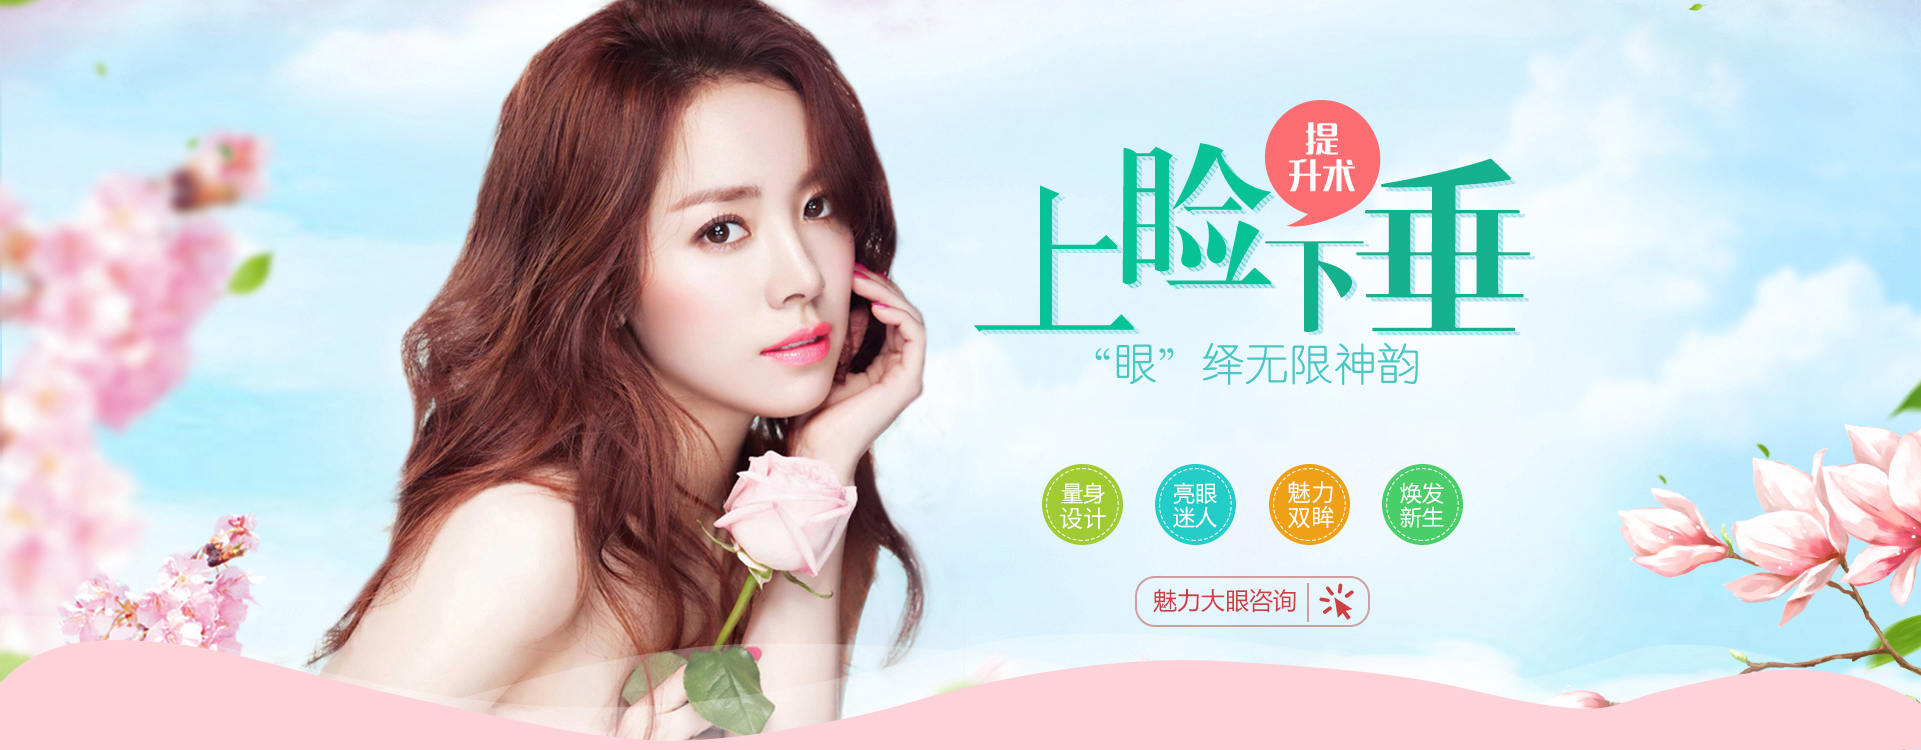 提
升术
上睑下垂
“眼”绎无限神韵
量身
设计
亮眼
迷人
魅力
双眸
焕发
新生
魅力大眼咨询